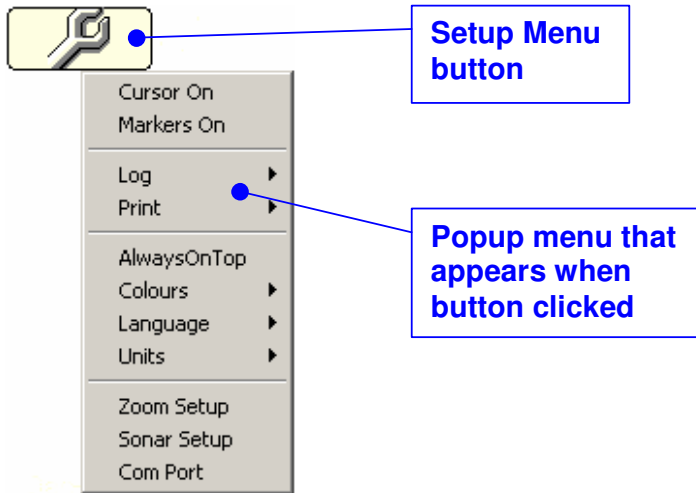 Setup Menu
button
Cursor On
Markers On
Log
Print
Popup menu that
appears when
button clicked
AlwaysOnTop
Colours
Language
Units
Zoom Setup
Sonar Setup
Com Port